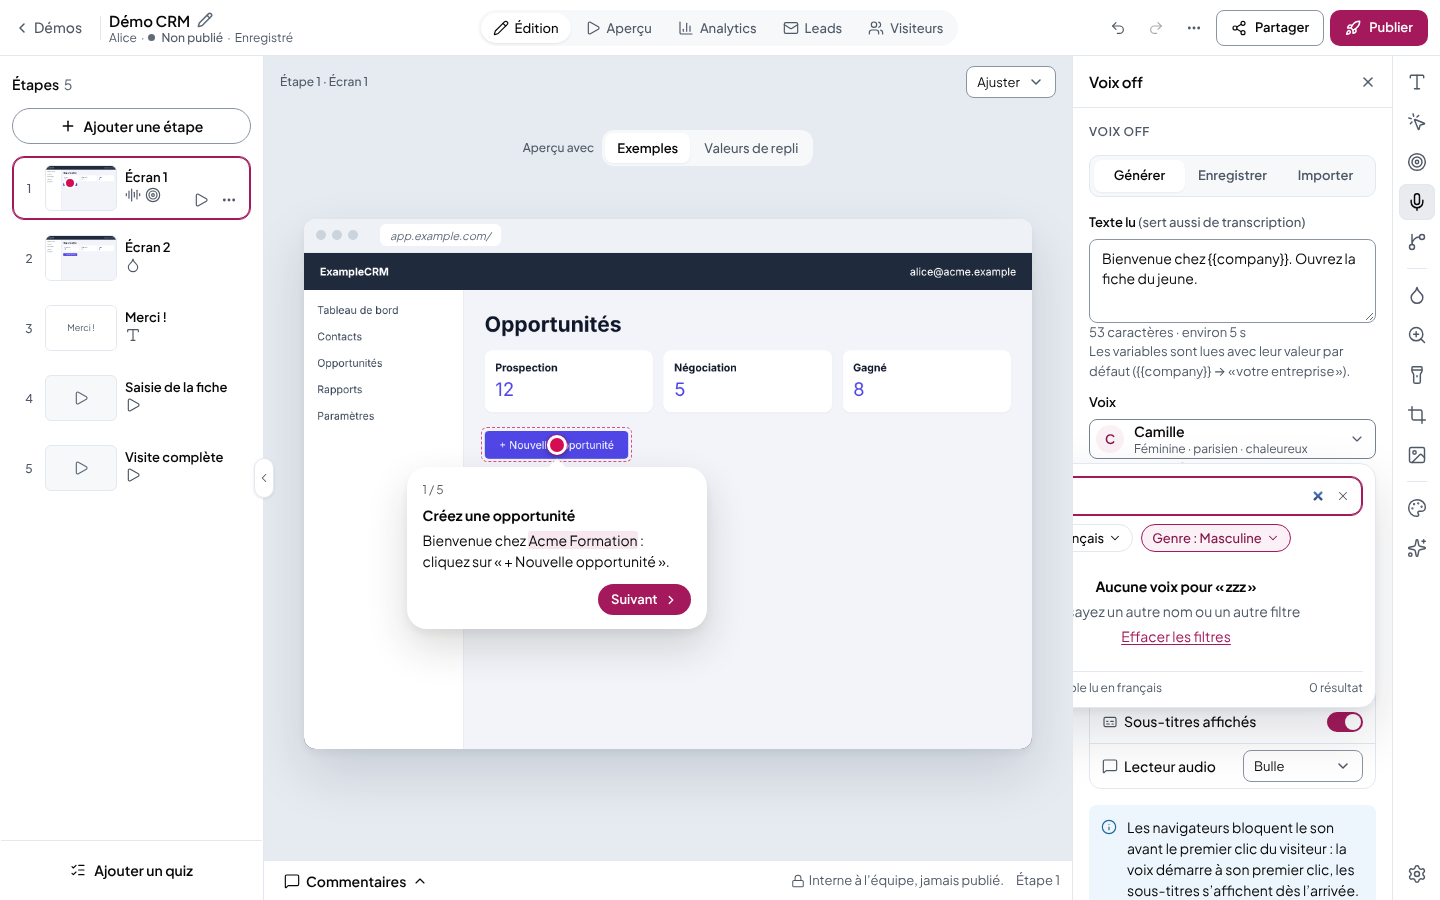 Démos
Démo CRM
Alice · Non publié · Enregistré
Édition
Aperçu
Analytics
Leads
Visiteurs
Partager
Publier
Étapes 5
Ajouter une étape
1
Écran 1
2
Écran 2
3
Merci !
Merci !
4
Saisie de la fiche
5
Visite complète
Ajouter un quiz
Étape 1 · Écran 1
Ajuster
Aperçu avec
Exemples
Valeurs de repli
app.example.com/
ExampleCRM
alice@acme.example
Tableau de bord
Contacts
Opportunités
Rapports
Paramètres
Opportunités
Prospection
12
Négociation
5
Gagné
8
1 / 5
Créez une opportunité
Bienvenue chez Acme Formation :
cliquez sur « + Nouvelle opportunité ».
Suivant
Commentaires
Interne à l'équipe, jamais publié.
Étape 1
Voix off
VOIX OFF
Générer
Enregistrer
Importer
Texte lu (sert aussi de transcription)
Bienvenue chez {{company}}. Ouvrez la
fiche du jeune.
53 caractères · environ 5 s
Les variables sont lues avec leur valeur par
défaut ({{company}} → « votre entreprise »).
Voix
C
Camille
Féminine · parisien · chaleureux
Genre : Masculine
Aucune voix pour « zzz »
un autre nom ou un autre filtre
Effacer les filtres
lu en français
0 résultat
Sous-titres affichés
Lecteur audio
Bulle
Les navigateurs bloquent le son
avant le premier clic du visiteur : la
voix démarre à son premier clic, les
sous-titres s'affichent dès l'arrivée.